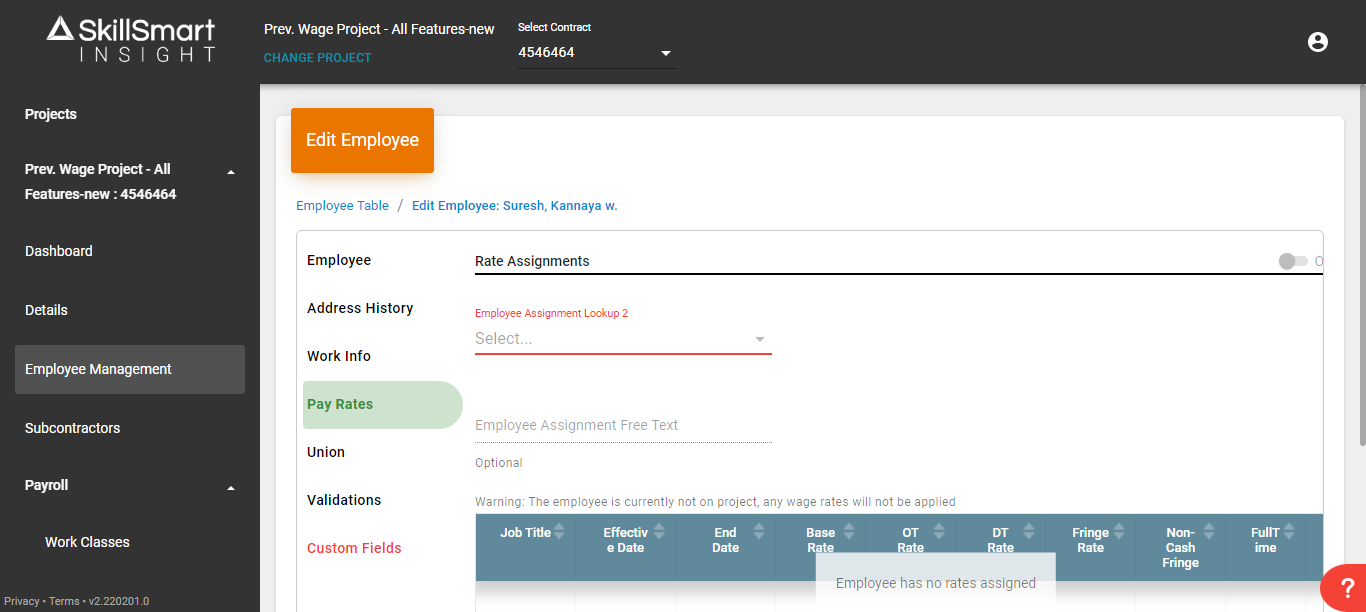 SkillSmart
INSIGHT
Prev. Wage Project - All Features-new
CHANGE PROJECT
Select Contract
4546464
Projects
Prev. Wage Project - All
Features-new : 4546464
Dashboard
Details
Employee Management
Subcontractors
Payroll
Work Classes
Privacy • Terms • v2.220201.0
Edit Employee
Employee Table / Edit Employee: Suresh, Kannaya w.
Employee
Address History
Work Info
Pay Rates
Union
Validations
Custom Fields
Rate Assignments
Employee Assignment Lookup 2
Select...
Employee Assignment Free Text
Optional
Warning: The employee is currently not on project, any wage rates will not be applied
Job Title
Effectiv
e Date
End
Date
Base
Rate
OT
Rate
DT
Rate
Fringe
Rate
Non-
Cash
Fringe
FullT
ime
Employee has no rates assigned
?